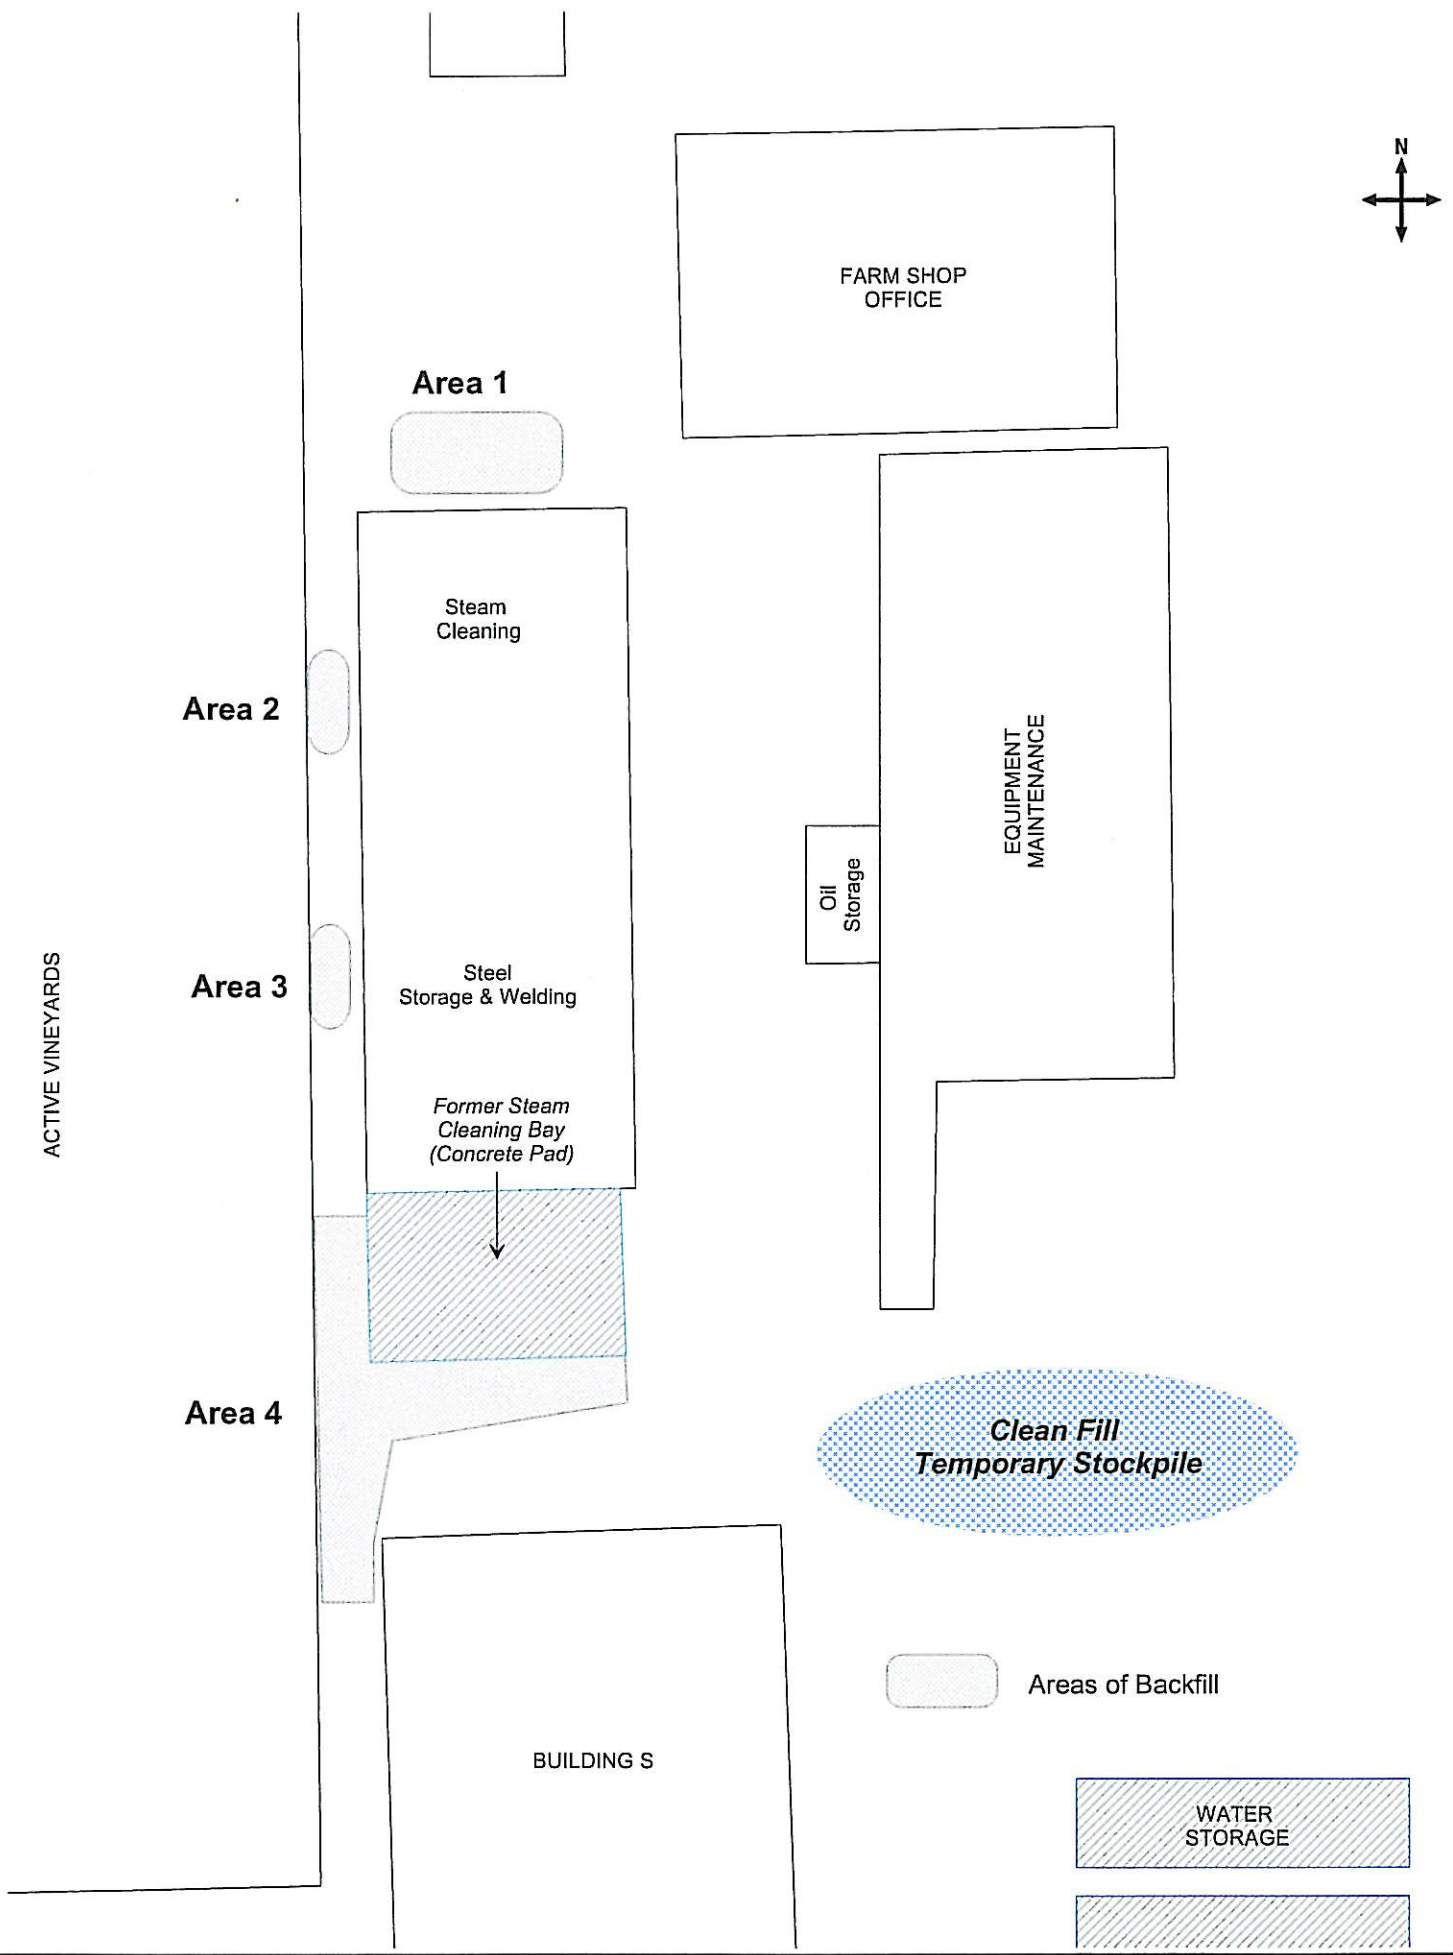 N
FARM SHOP
OFFICE
Area 1
Steam
Cleaning
Area 2
EQUIPMENT
MAINTENANCE
Oil
Storage
ACTIVE VINEYARDS
Area 3
Steel
Storage & Welding
Former Steam
Cleaning Bay
(Concrete Pad)
Area 4
Clean Fill
Temporary Stockpile
Areas of Backfill
BUILDING S
WATER
STORAGE